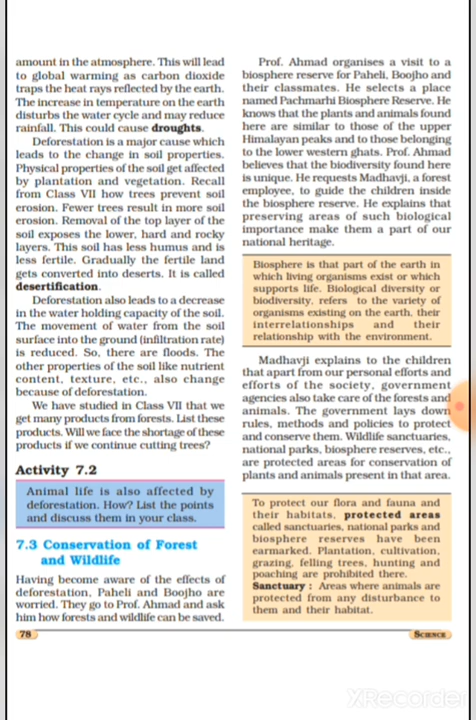 amount in the atmosphere. This will lead
to global warming as carbon dioxide
traps the heat rays reflected by the earth.
The increase in temperature on the earth
disturbs the water cycle and may reduce
rainfall. This could cause droughts.
Deforestation is a major cause which
leads to the change in soil properties.
Physical properties of the soil get affected
by plantation and vegetation. Recall
from Class VII how trees prevent soil
erosion. Fewer trees result in more soil
erosion. Removal of the top layer of the
soil exposes the lower, hard and rocky
layers. This soil has less humus and is
less fertile. Gradually the fertile land
gets converted into deserts. It is called
desertification.
Deforestation also leads to a decrease
in the water holding capacity of the soil.
The movement of water from the soil
surface into the ground (infiltration rate)
is reduced. So, there are floods. The
other properties of the soil like nutrient
content, texture, etc., also change
because of deforestation.
We have studied in Class VII that we
get many products from forests. List these
products. Will we face the shortage of these
products if we continue cutting trees?
Activity 7.2
Animal life is also affected by
deforestation. How? List the points
and discuss them in your class.
7.3 Conservation of Forest
and Wildlife
Having become aware of the effects of
deforestation, Paheli and Boojho are
worried. They go to Prof. Ahmad and ask
him how forests and wildlife can be saved.
Prof. Ahmad organises a visit to a
biosphere reserve for Paheli, Boojho and
their classmates. He selects a place
named Pachmarhi Biosphere Reserve. He
knows that the plants and animals found
here are similar to those of the upper
Himalayan peaks and to those belonging
to the lower western ghats. Prof. Ahmad
believes that the biodiversity found here
is unique. He requests Madhavji, a forest
employee, to guide the children inside
the biosphere reserve. He explains that
preserving areas of such biological
importance make them a part of our
national heritage.
Biosphere is that part of the earth in
which living organisms exist or which
supports life. Biological diversity or
biodiversity, refers to the variety of
organisms existing on the earth, their
interrelationships and their
relationship with the environment.
Madhavji explains to the children
that apart from our personal efforts and
efforts of the society, government
agencies also take care of the forests and
animals. The government lays down
rules, methods and policies to protect
and conserve them. Wildlife sanctuaries,
national parks, biosphere reserves, etc.,
are protected areas for conservation of
plants and animals present in that area.
To protect our flora and fauna and
their habitats, protected areas
called sanctuaries, national parks and
biosphere reserves have been
earmarked. Plantation, cultivation,
grazing, felling trees, hunting and
poaching are prohibited there.
Sanctuary : Areas where animals are
protected from any disturbance to
them and their habitat.
78
SCIENCE
XRecorder